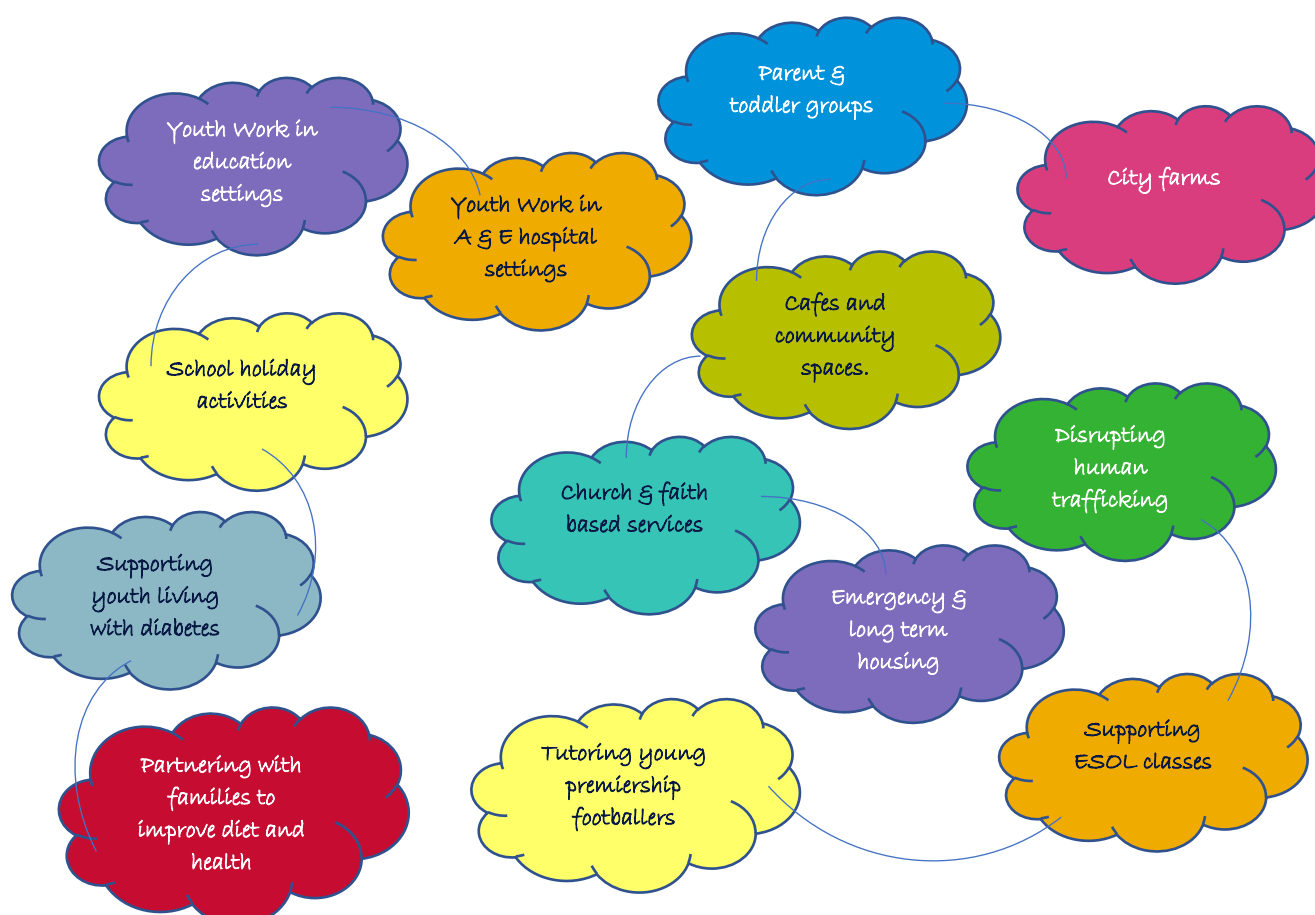 Parent &
toddler groups
Youth Work in
education
settings
City farms
Youth Work in
A & E hospital
settings
Cafes and
community
spaces.
School holiday
activities
Disrupting
human
trafficking
Church & faith
based services
Supporting
youth living
with diabetes
Emergency &
long term
housing
Supporting
ESOL classes
Tutoring young
premiership
footballers
Partnering with
families to
improve diet and
health